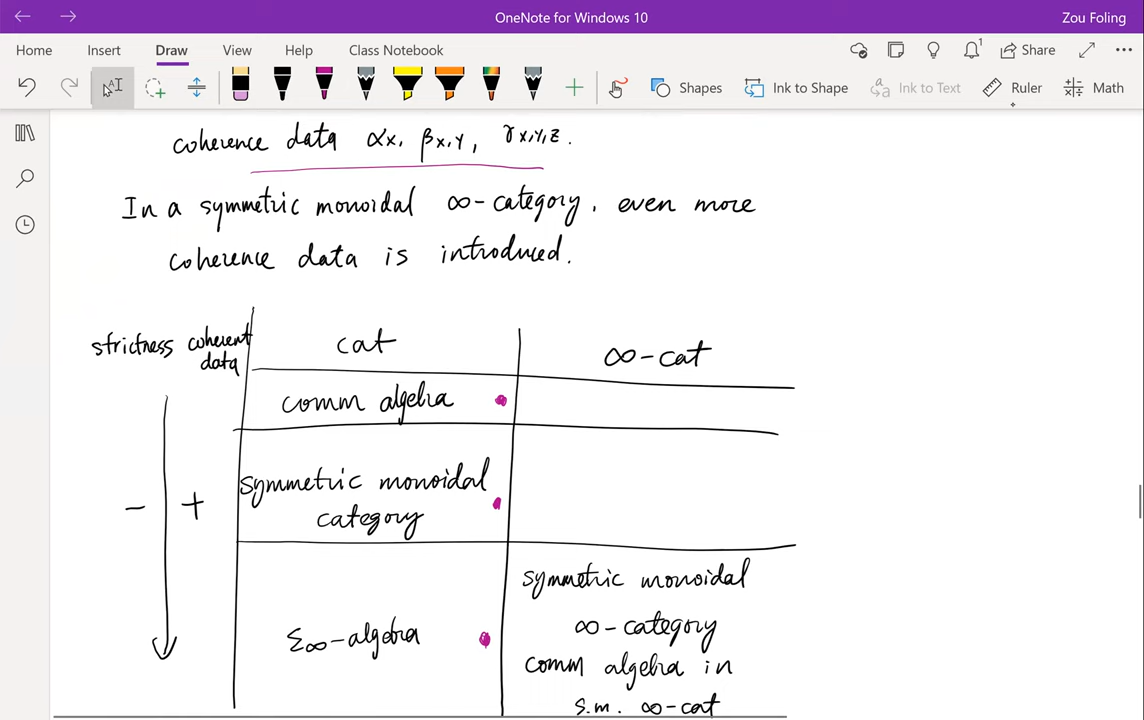 OneNote for Windows 10
Zou Foling
Home Insert Draw View Help Class Notebook
1
Share
Shapes Ink to Shape Ink to Text Ruler Math
coherence data αx, βx,Y, γx,Y,Z.
In a symmetric monoidal ∞-category, even more
coherence data is introduced.
strictness coherent data
cat
∞-cat
comm algebra
- +
symmetric monoidal
category
Σ∞-algebra
symmetric monoidal
∞-category
comm algebra in
s.m. ∞-cat